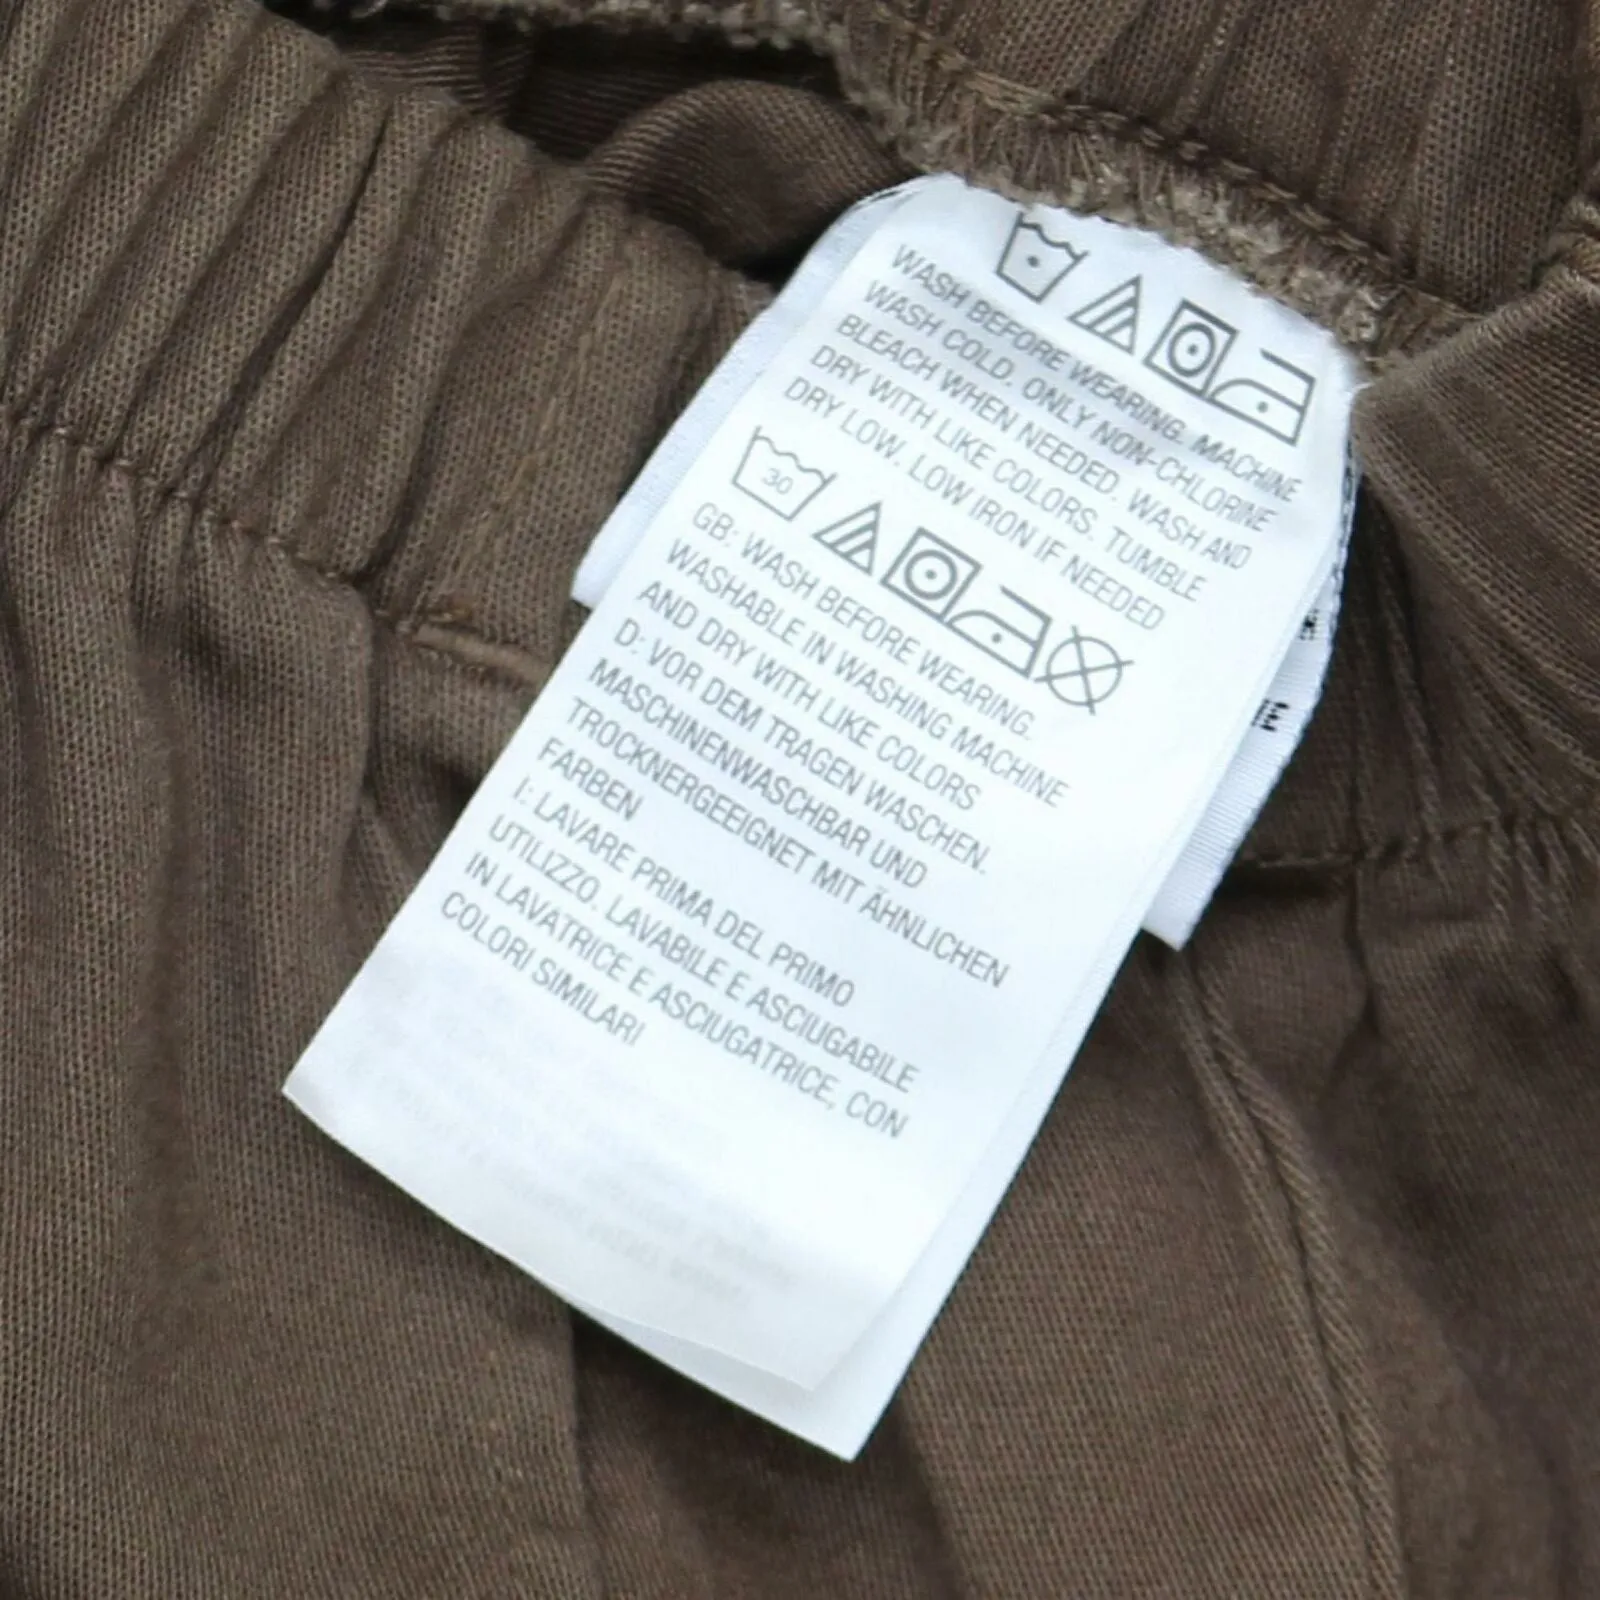 WASH BEFORE WEARING. MACHINE
WASH COLD. ONLY NON-CHLORINE
BLEACH WHEN NEEDED. WASH AND
DRY WITH LIKE COLORS. TUMBLE
DRY LOW. LOW IRON IF NEEDED
30
GB: WASH BEFORE WEARING.
WASHABLE IN WASHING MACHINE
AND DRY WITH LIKE COLORS
D: VOR DEM TRAGEN WASCHEN.
MASCHINENWASCHBAR UND
TROCKNERGEEIGNET MIT ÄHNLICHEN
FARBEN
I: LAVARE PRIMA DEL PRIMO
UTILIZZO. LAVABILE E ASCIUGABILE
IN LAVATRICE E ASCIUGATRICE, CON
COLORI SIMILARI